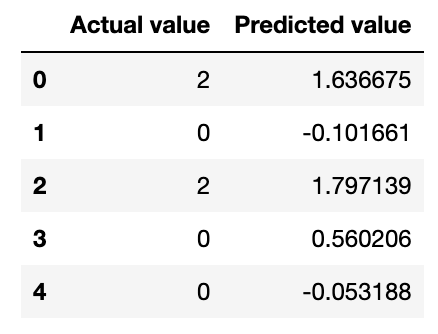 Actual value Predicted value
0 2 1.636675
1 0 -0.101661
2 2 1.797139
3 0 0.560206
4 0 -0.053188